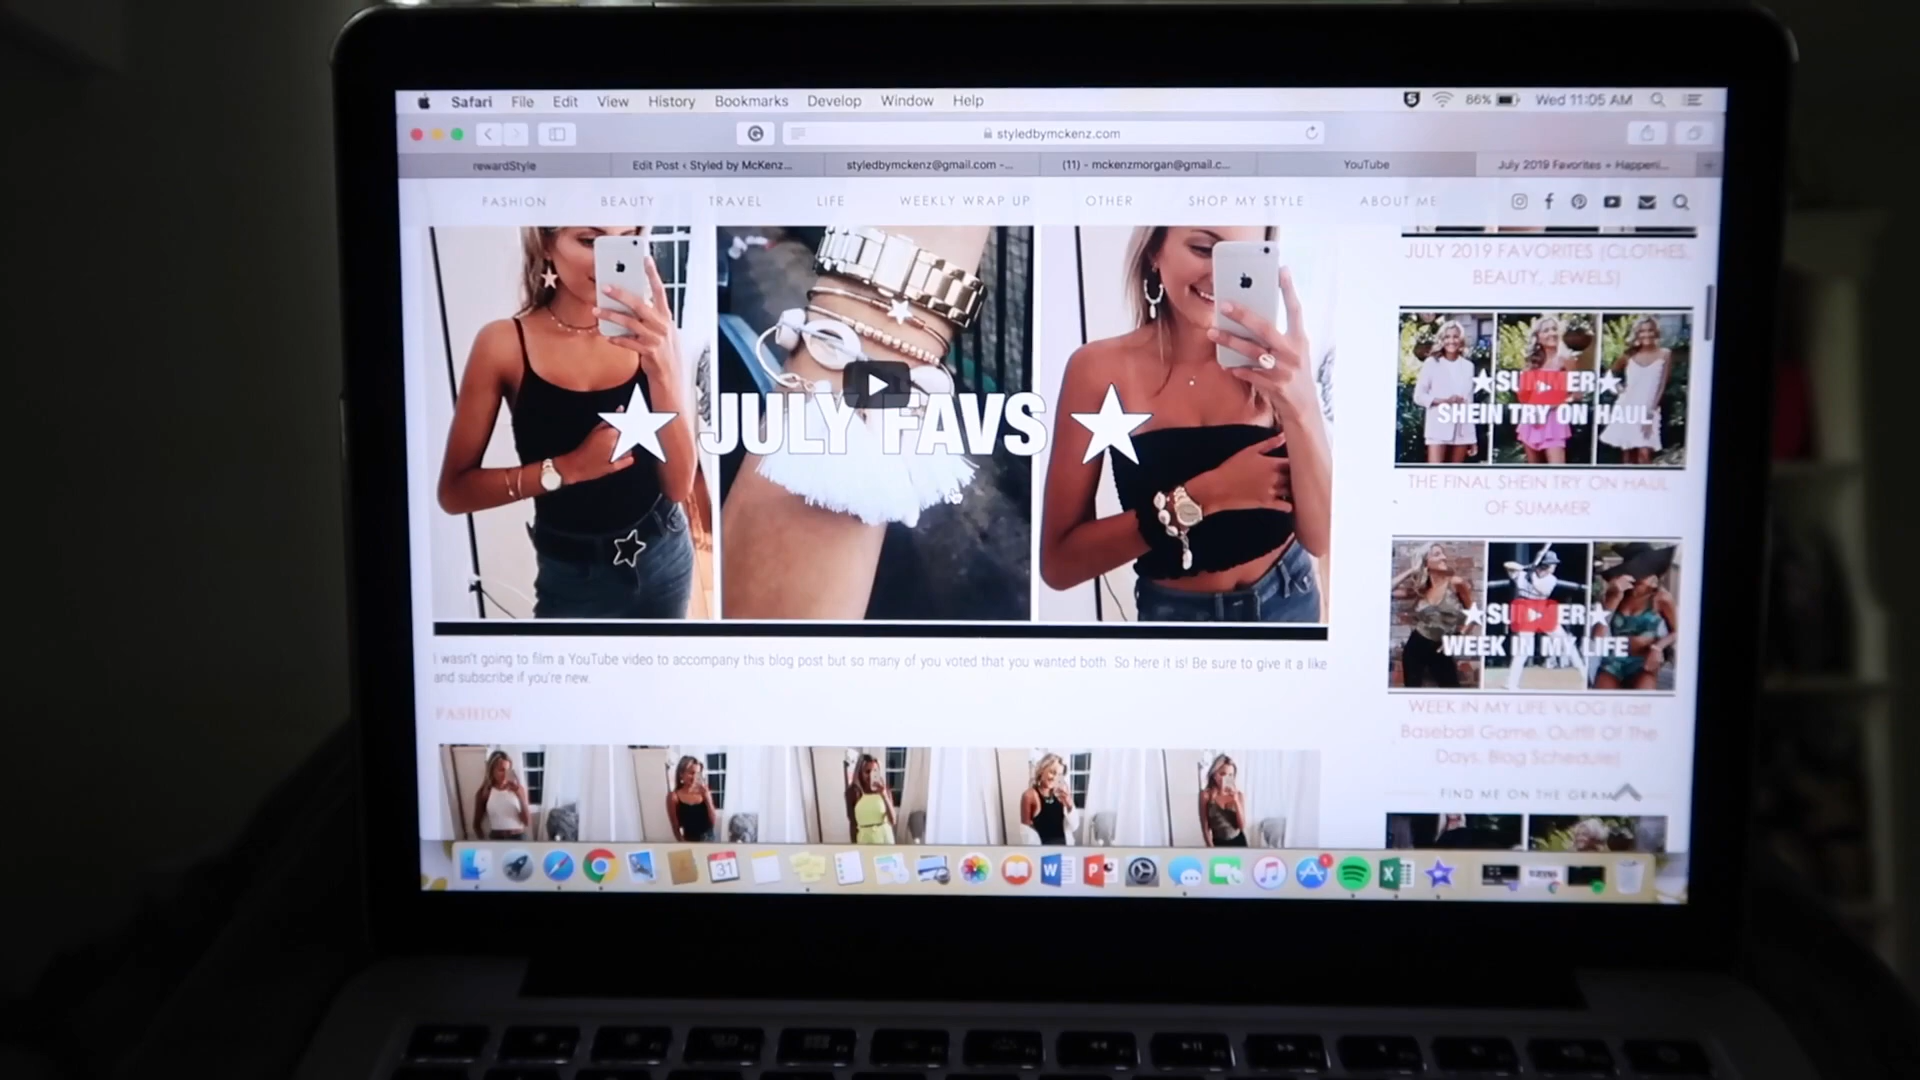 Safari File Edit View History Bookmarks Develop Window Help 86% Wed 11:05 AM
styledbymckenz.com
rewardStyle Edit Post ‹ Styled by McKenz... styledbymckenz@gmail.com -... (11) - mckenzmorgan@gmail.c... YouTube July 2019 Favorites + Happeni...
FASHION BEAUTY TRAVEL LIFE WEEKLY WRAP UP OTHER SHOP MY STYLE ABOUT ME
★ JULY FAVS ★
I wasn't going to film a YouTube video to accompany this blog post but so many of you voted that you wanted both. So here it is! Be sure to give it a like
and subscribe if you're new.
FASHION
JULY 2019 FAVORITES (CLOTHES,
BEAUTY, JEWELS)
★SUMMER★
SHEIN TRY ON HAUL
THE FINAL SHEIN TRY ON HAUL
OF SUMMER
★SUMMER★
WEEK IN MY LIFE
WEEK IN MY LIFE VLOG (Last
Baseball Game, Outfit Of The
Days, Blog Schedule)
FIND ME ON THE GRAM
31
W P X